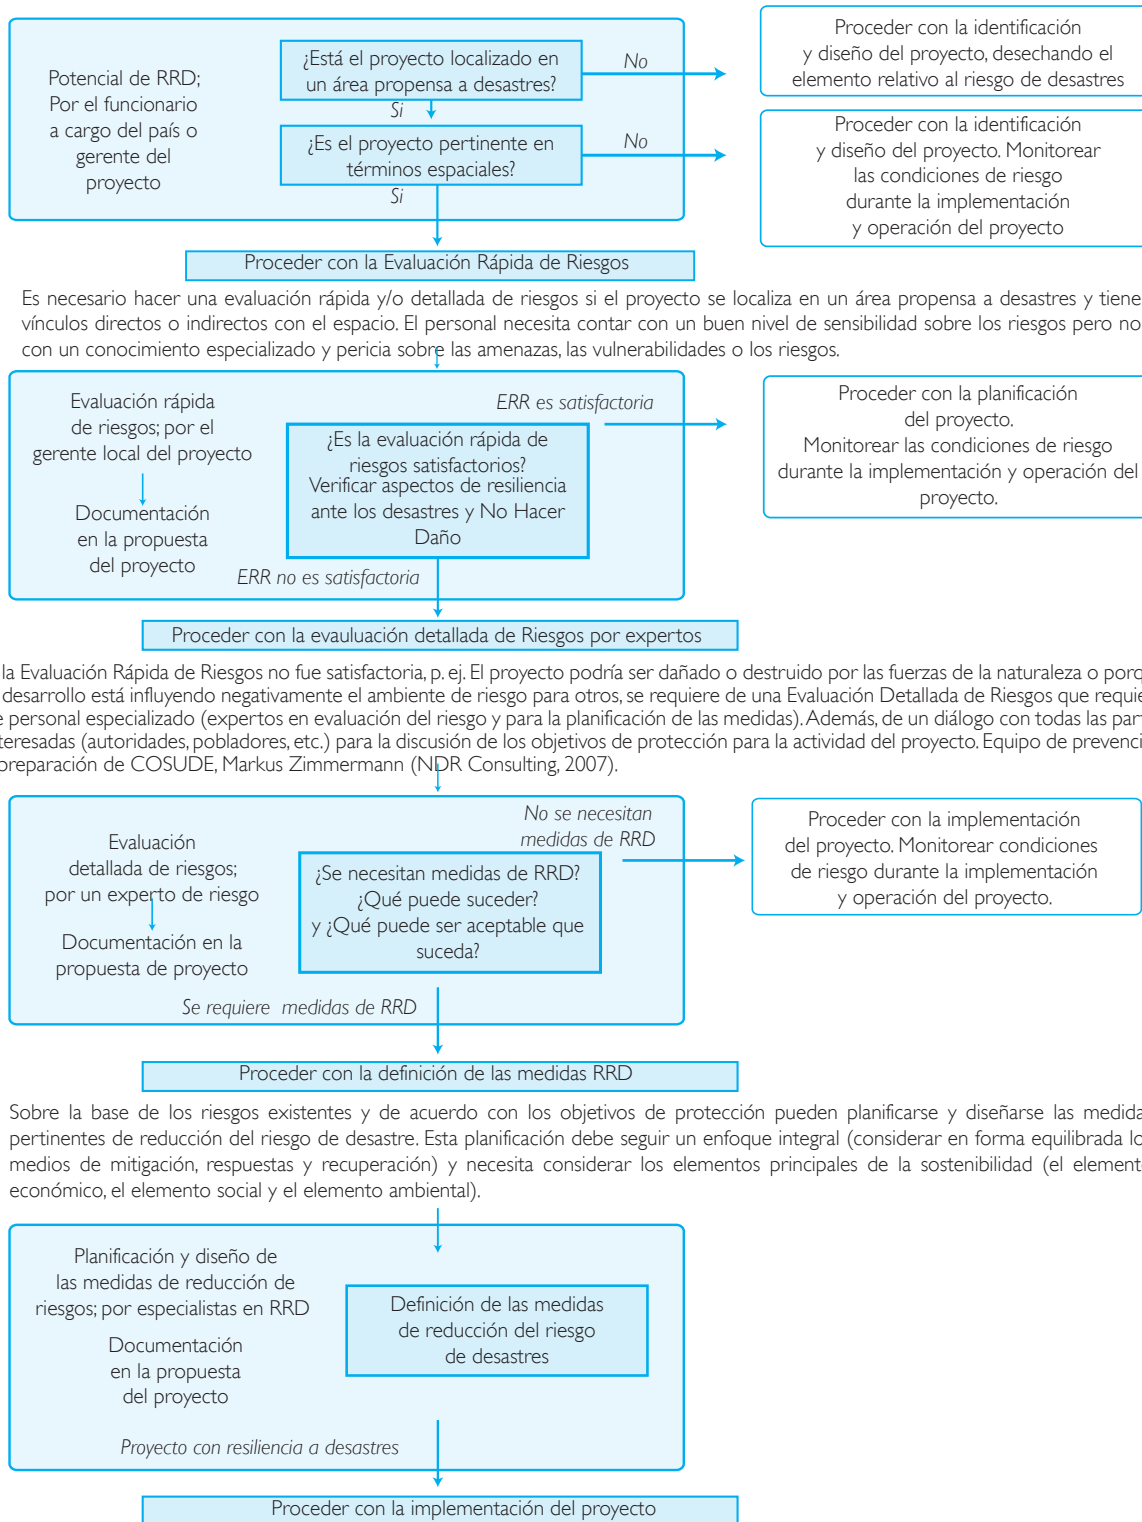 Potencial de RRD;
Por el funcionario
a cargo del país o
gerente del
proyecto
¿Está el proyecto localizado en
un área propensa a desastres?
No
Proceder con la identificación
y diseño del proyecto, desechando el
elemento relativo al riesgo de desastres
Si
¿Es el proyecto pertinente en
términos espaciales?
No
Proceder con la identificación
y diseño del proyecto. Monitorear
las condiciones de riesgo
durante la implementación
y operación del proyecto
Si
Proceder con la Evaluación Rápida de Riesgos
Es necesario hacer una evaluación rápida y/o detallada de riesgos si el proyecto se localiza en un área propensa a desastres y tiene
vínculos directos o indirectos con el espacio. El personal necesita contar con un buen nivel de sensibilidad sobre los riesgos pero no
con un conocimiento especializado y pericia sobre las amenazas, las vulnerabilidades o los riesgos.
Evaluación rápida
de riesgos; por el
gerente local del proyecto
Documentación
en la propuesta
del proyecto
ERR es satisfactoria
¿Es la evaluación rápida de
riesgos satisfactorios?
Verificar aspectos de resiliencia
ante los desastres y No Hacer
Daño
Proceder con la planificación
del proyecto.
Monitorear las condiciones de riesgo
durante la implementación y operación del
proyecto.
ERR no es satisfactoria
Proceder con la evauluación detallada de Riesgos por expertos
la Evaluación Rápida de Riesgos no fue satisfactoria, p. ej. El proyecto podría ser dañado o destruido por las fuerzas de la naturaleza o porq
desarrollo está influyendo negativamente el ambiente de riesgo para otros, se requiere de una Evaluación Detallada de Riesgos que requie
e personal especializado (expertos en evaluación del riesgo y para la planificación de las medidas). Además, de un diálogo con todas las par
teresadas (autoridades, pobladores, etc.) para la discusión de los objetivos de protección para la actividad del proyecto. Equipo de prevenci
preparación de COSUDE, Markus Zimmermann (NDR Consulting, 2007).
Evaluación
detallada de riesgos;
por un experto de riesgo
Documentación en la
propuesta de proyecto
No se necesitan
medidas de RRD
¿Se necesitan medidas de RRD?
¿Qué puede suceder?
y ¿Qué puede ser aceptable que
suceda?
Proceder con la implementación
del proyecto. Monitorear condiciones
de riesgo durante la implementación
y operación del proyecto.
Se requiere medidas de RRD
Proceder con la definición de las medidas RRD
Sobre la base de los riesgos existentes y de acuerdo con los objetivos de protección pueden planificarse y diseñarse las medida
pertinentes de reducción del riesgo de desastre. Esta planificación debe seguir un enfoque integral (considerar en forma equilibrada lo
medios de mitigación, respuestas y recuperación) y necesita considerar los elementos principales de la sostenibilidad (el element
económico, el elemento social y el elemento ambiental).
Planificación y diseño de
las medidas de reducción de
riesgos; por especialistas en RRD
Documentación
en la propuesta
del proyecto
Definición de las medidas
de reducción del riesgo
de desastres
Proyecto con resiliencia a desastres
Proceder con la implementación del proyecto